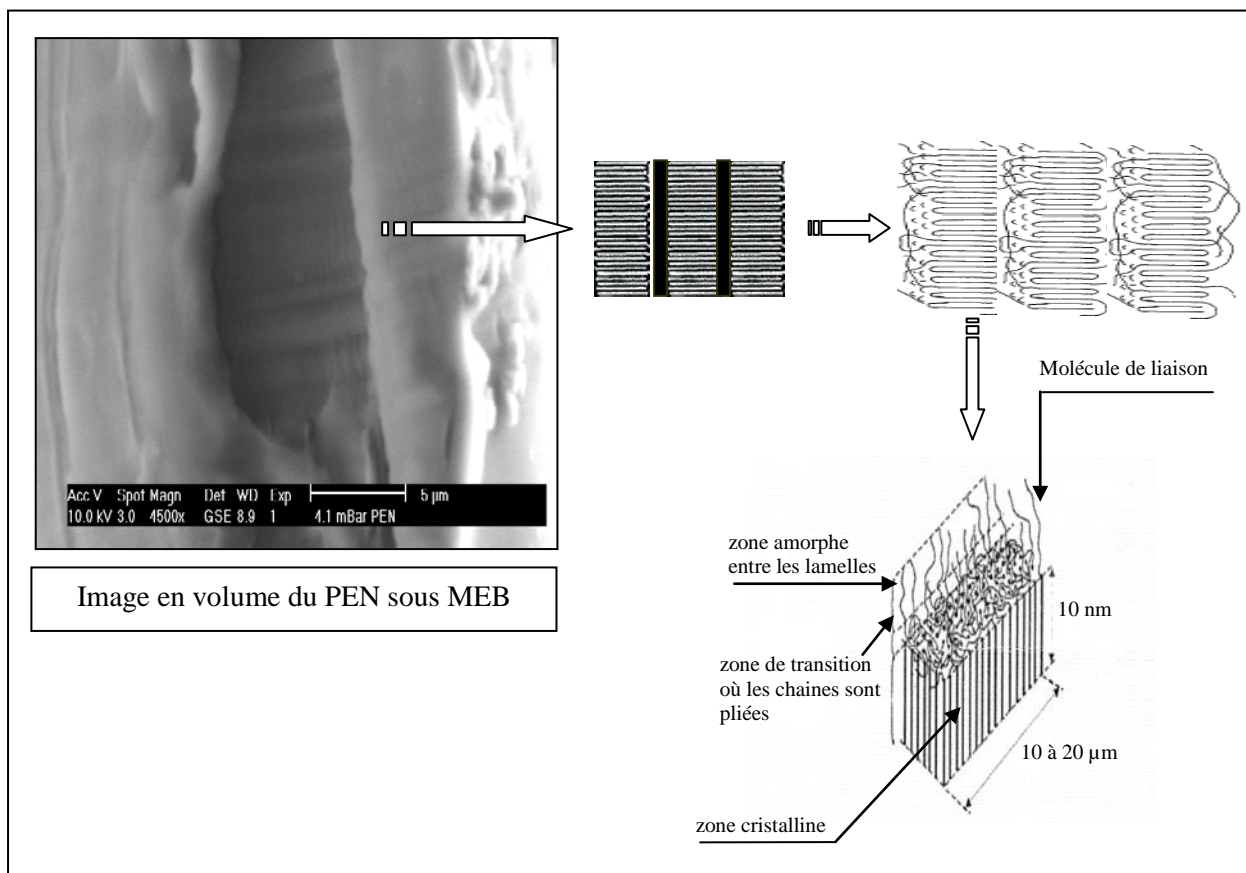 Acc.V Spot Magn Det WD Exp 5 µm
10.0 kV 3.0 4500x GSE 8.9 1 4.1 mBar PEN
Image en volume du PEN sous MEB
Molécule de liaison
zone amorphe
entre les lamelles
10 nm
zone de transition
où les chaines sont
pliées
10 à 20 µm
zone cristalline